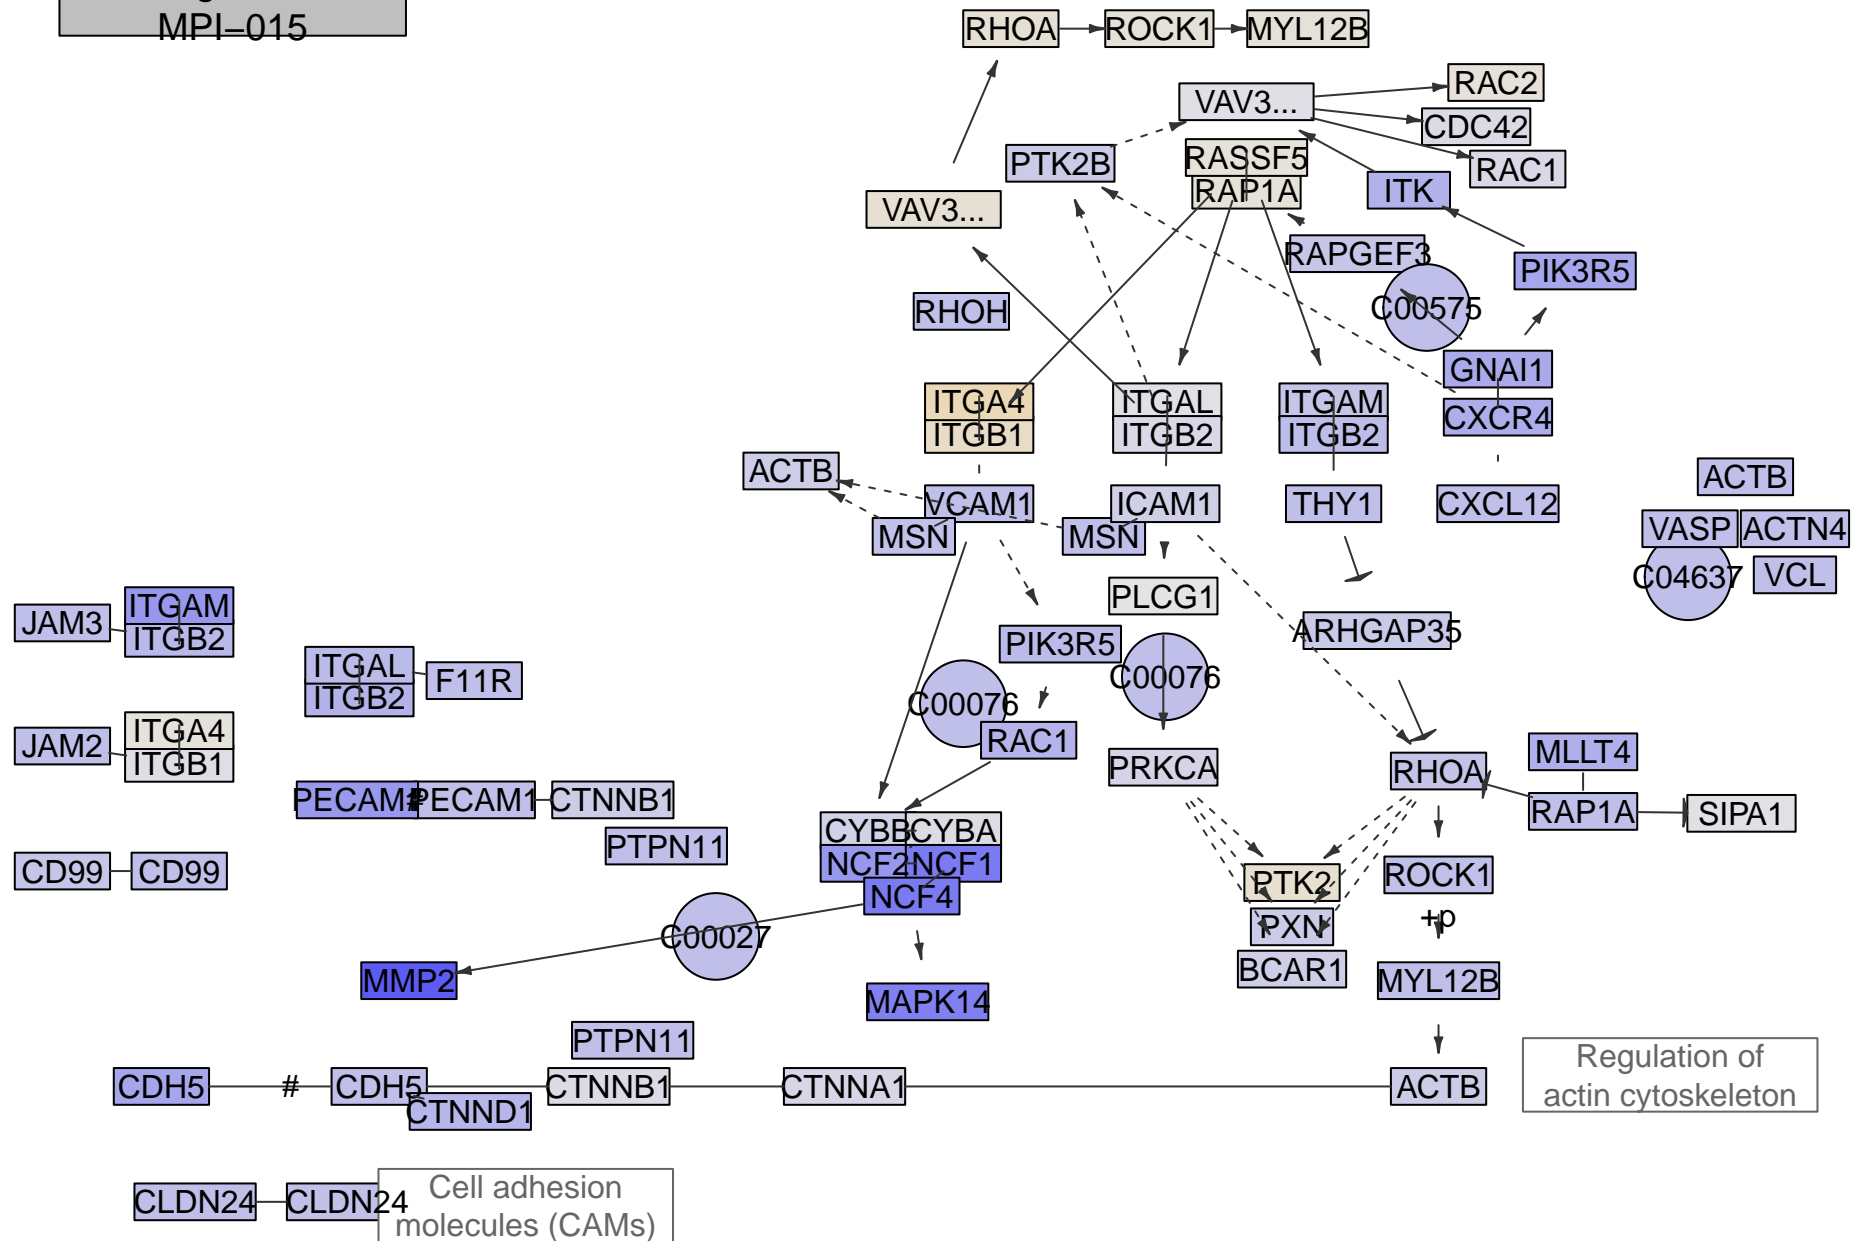 MPI–015
RHOA
ROCK1
MYL12B
RAC2
VAV3...
CDC42
RASSF5
PTK2B
RAC1
RAP1A
ITK
VAV3...
RAPGEF3
PIK3R5
C00575
RHOH
GNAI1
ITGA4
ITGAL
ITGAM
CXCR4
ITGB1
ITGB2
ITGB2
ACTB
ACTB
VCAM1
ICAM1
THY1
CXCL12
MSN
MSN
VASP
ACTN4
C04637
VCL
PLCG1
ITGAM
JAM3
ITGB2
ARHGAP35
PIK3R5
ITGAL
F11R
C00076
ITGB2
C00076
ITGA4
JAM2
RAC1
MLLT4
ITGB1
PRKCA
RHOA
PECAM1
#
PECAM1
CTNNB1
RAP1A
SIPA1
CYBB
CYBA
PTPN11
NCF2
NCF1
CD99
CD99
PTK2
ROCK1
NCF4
+p
PXN
C00027
BCAR1
MMP2
MYL12B
MAPK14
PTPN11
CDH5
#
CDH5
CTNNB1
CTNNA1
ACTB
Regulation of
actin cytoskeleton
CTNND1
CLDN24
CLDN24
Cell adhesion
molecules (CAMs)